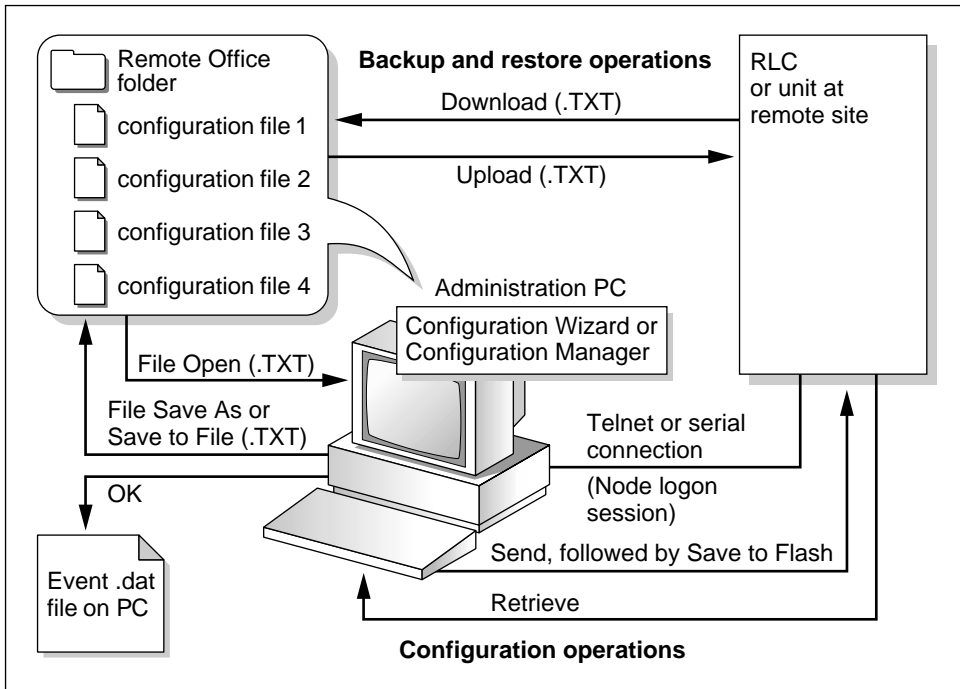 Remote Office
folder
configuration file 1
configuration file 2
configuration file 3
configuration file 4
Backup and restore operations
Download (.TXT)
Upload (.TXT)
RLC
or unit at
remote site
Administration PC
Configuration Wizard or
Configuration Manager
File Open (.TXT)
File Save As or
Save to File (.TXT)
OK
Event .dat
file on PC
Telnet or serial
connection
(Node logon
session)
Send, followed by Save to Flash
Retrieve
Configuration operations